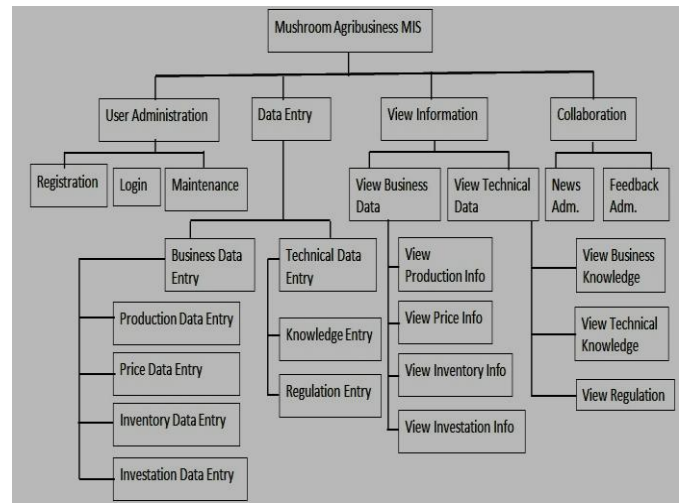 Mushroom Agribusiness MIS
User Administration
Data Entry
View Information
Collaboration
Registration
Login
Maintenance
View Business
Data
View Technical
Data
News
Adm.
Feedback
Adm.
Business Data
Entry
Technical Data
Entry
View
Production Info
View Business
Knowledge
Production Data Entry
Knowledge Entry
View Price Info
View Technical
Knowledge
Price Data Entry
Regulation Entry
View Inventory Info
View Regulation
Inventory Data Entry
View Investation Info
Investation Data Entry